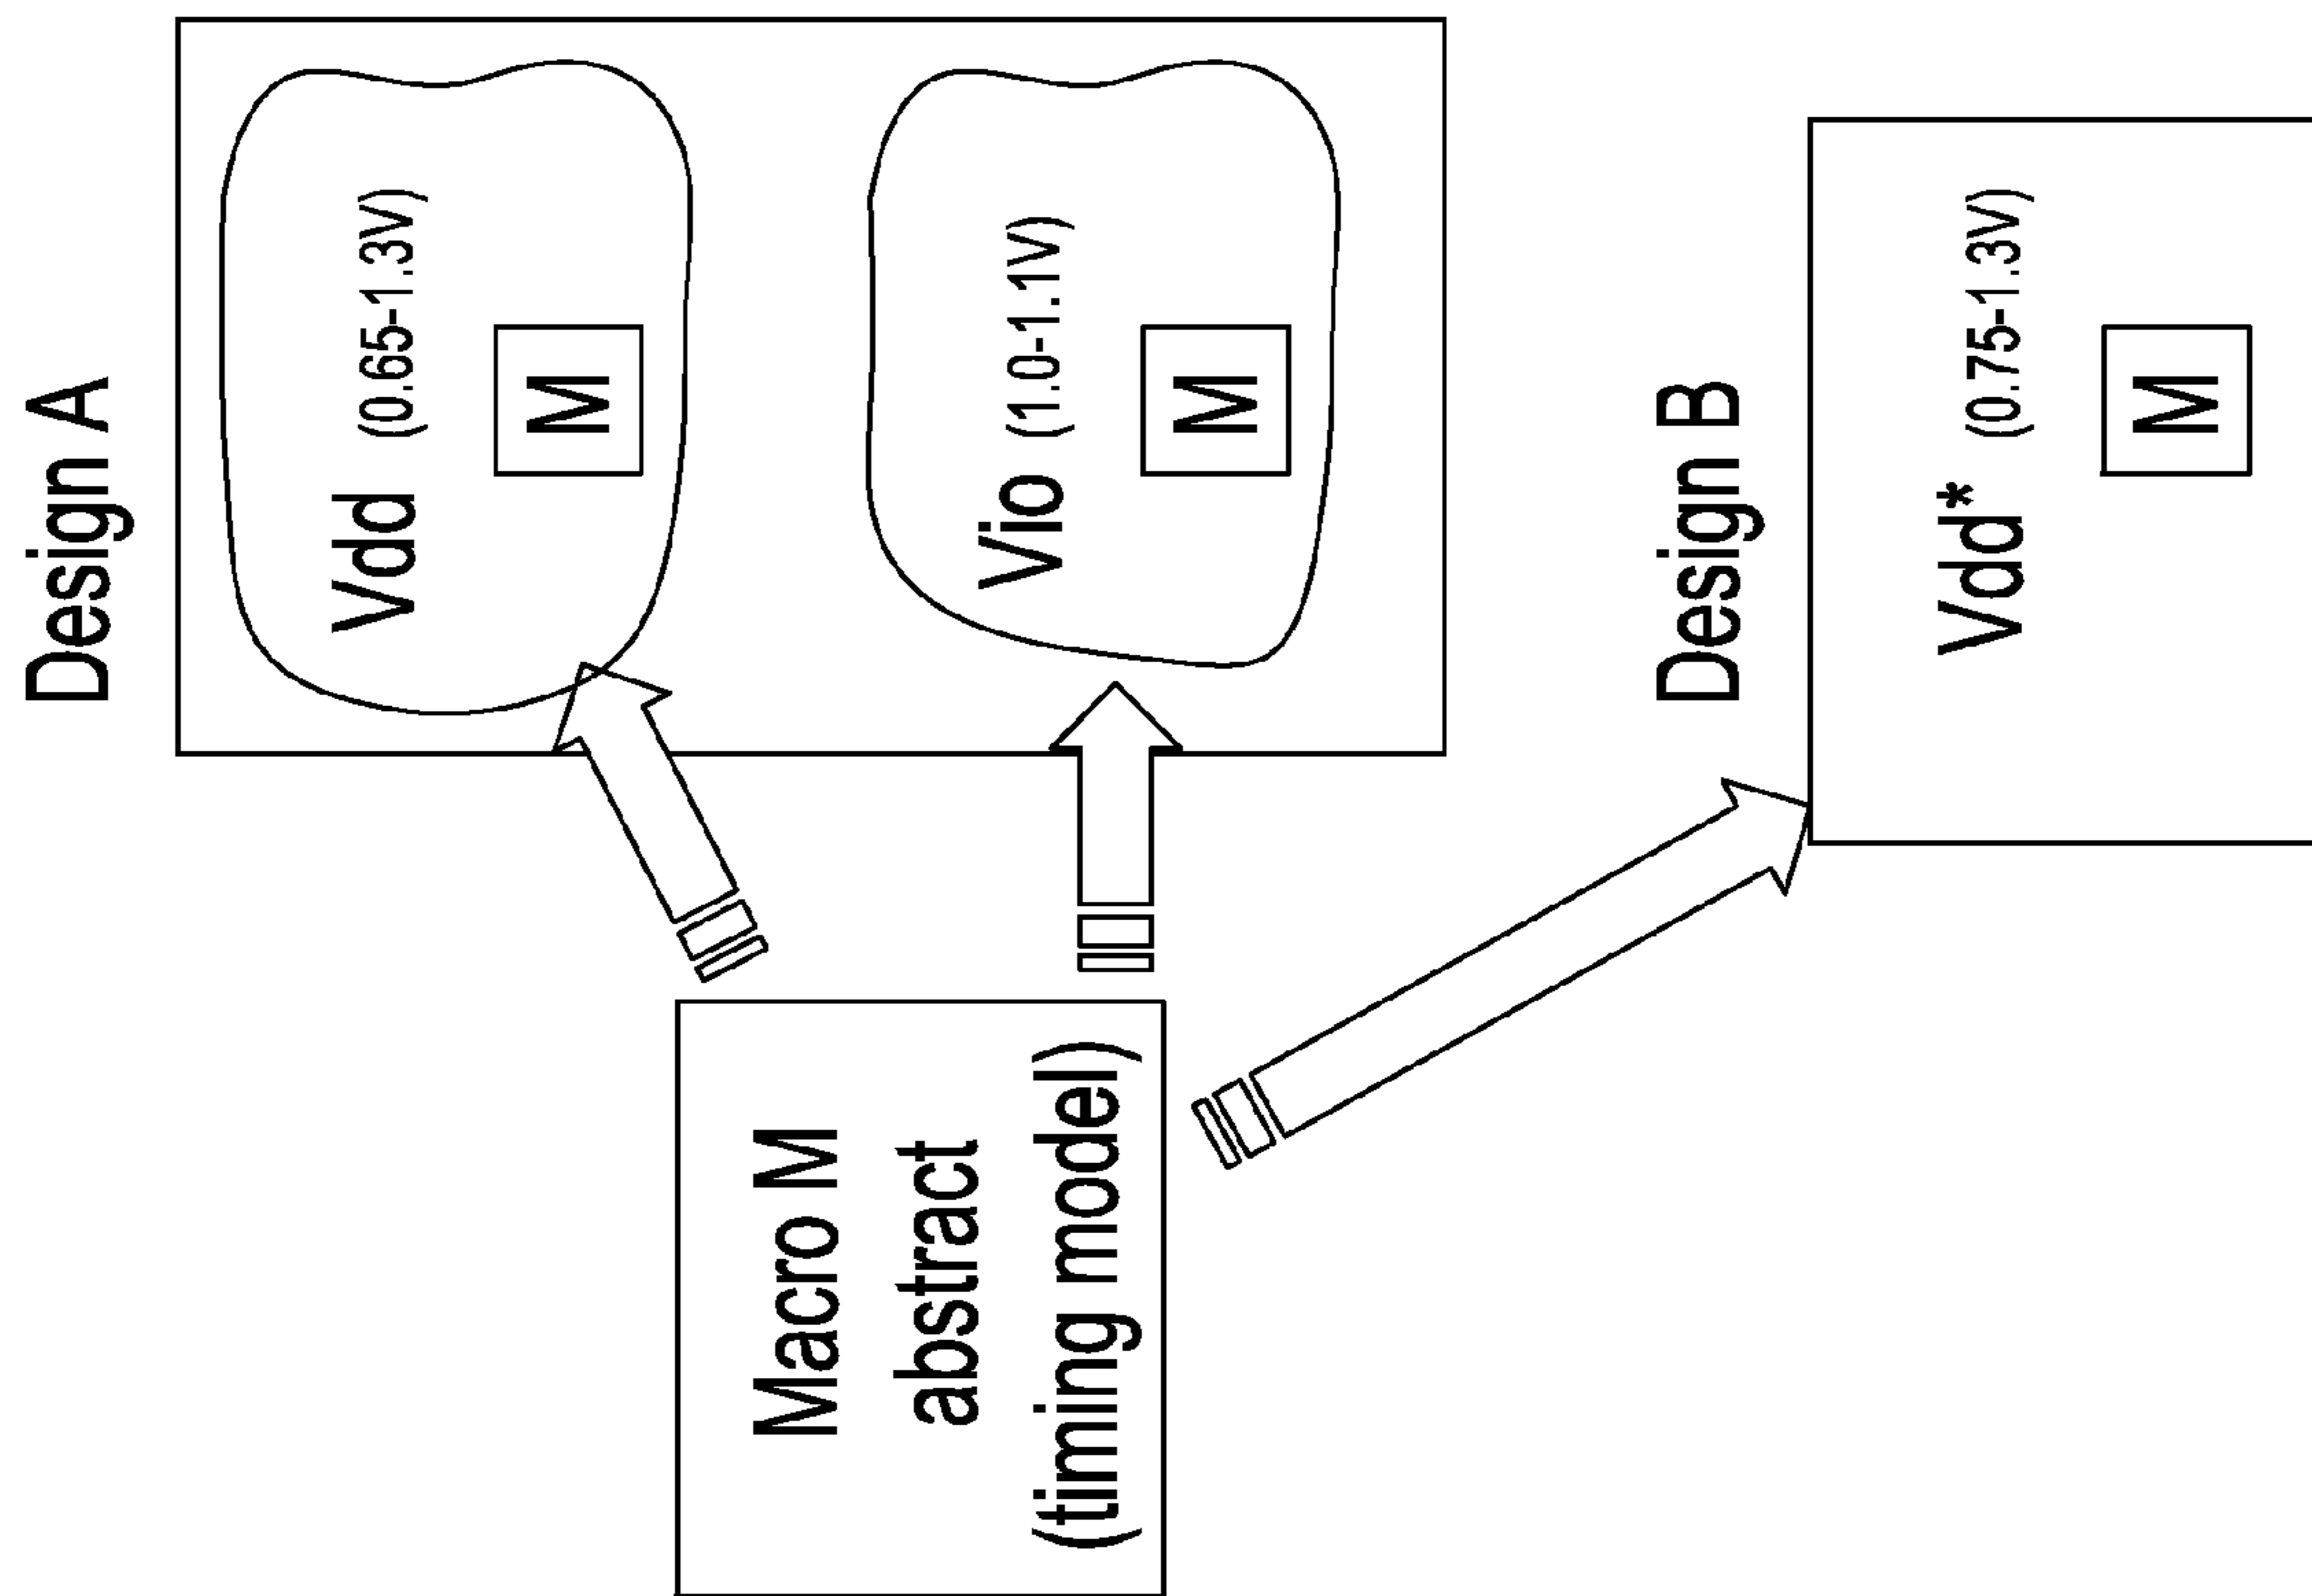 Design A
Vdd (0.65-1.3V)
M
Vio (1.0-1.1V)
M
Macro M
abstract
(timing model)
Design B
Vdd* (0.75-1.3V)
M